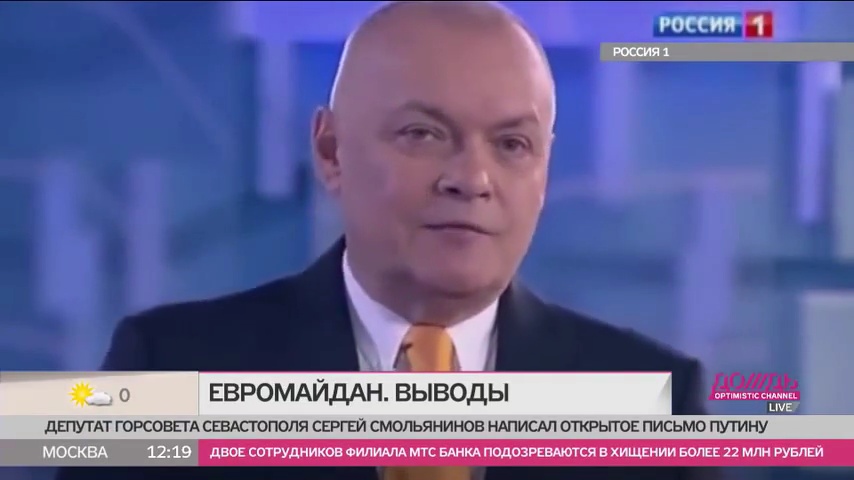 РОССИЯ 1
РОССИЯ 1
0
ЕВРОМАЙДАН. ВЫВОДЫ
ДОЖДЬ
OPTIMISTIC CHANNEL
LIVE
ДЕПУТАТ ГОРСОВЕТА СЕВАСТОПОЛЯ СЕРГЕЙ СМОЛЬЯНИНОВ НАПИСАЛ ОТКРЫТОЕ ПИСЬМО ПУТИНУ
МОСКВА 12:19 ДВОЕ СОТРУДНИКОВ ФИЛИАЛА МТС БАНКА ПОДОЗРЕВАЮТСЯ В ХИЩЕНИИ БОЛЕЕ 22 МЛН РУБЛЕЙ